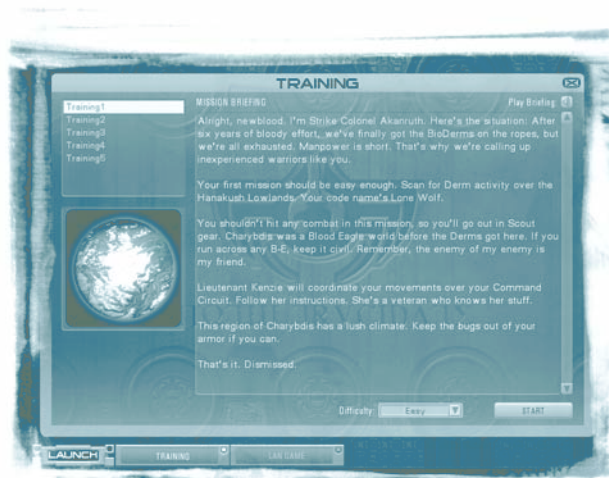 TRAINING
Training1
Training2
Training3
Training4
Training5
MISSION BRIEFING
Play Briefing:
Alright, newblood. I'm Strike Colonel Akanruth. Here's the situation: After
six years of bloody effort, we've finally got the BioDerms on the ropes, but
we're all exhausted. Manpower is short. That's why we're calling up
inexperienced warriors like you.
Your first mission should be easy enough. Scan for Derm activity over the
Hanakush Lowlands. Your code name's Lone Wolf.
You shouldn't hit any combat in this mission, so you'll go out in Scout
gear. Charybdis was a Blood Eagle world before the Derms got here. If you
run across any B-E, keep it civil. Remember, the enemy of my enemy is
my friend.
Lieutenant Kenzie will coordinate your movements over your Command
Circuit. Follow her instructions. She's a veteran who knows her stuff.
This region of Charybdis has a lush climate. Keep the bugs out of your
armor if you can.
That's it. Dismissed.
Difficulty: Easy START
LAUNCH TRAINING LAN GAME